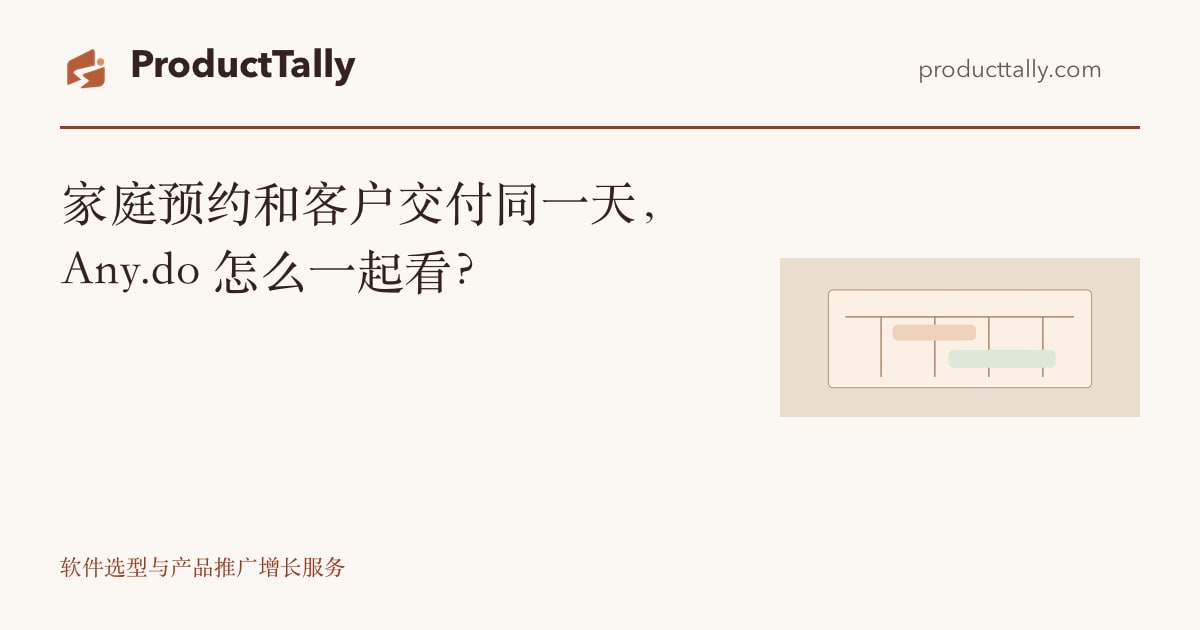 ProductTally
producttally.com
家庭预约和客户交付同一天，
Any.do 怎么一起看？
软件选型与产品推广增长服务